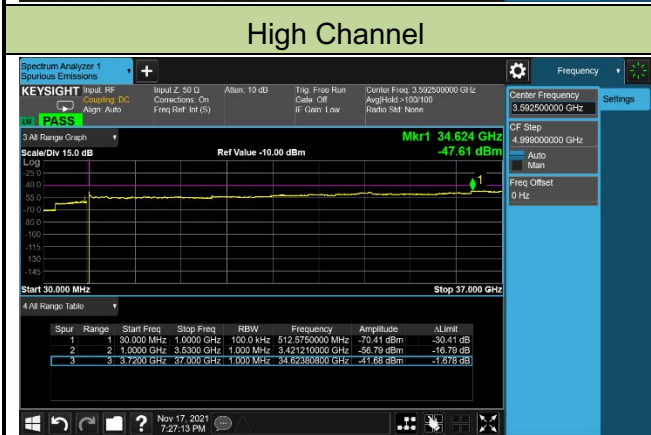 High Channel
Spectrum Analyzer 1
Spurious Emissions
+
Frequency
KEYSIGHT Input: RF Input Z: 50 Ω Atten: 10 dB Trig: Free Run Center Freq: 3.592500000 GHz
Coupling: DC Corrections: On Gate: Off Avg|Hold:>100/100
Align: Auto Freq Ref: Int (S) IF Gain: Low Radio Std: None
PASS
Center Frequency
3.592500000 GHz
Settings
CF Step
4.999000000 GHz
Auto
Man
Freq Offset
0 Hz
3 All Range Graph
Mkr1 34.624 GHz
Scale/Div 15.0 dB Ref Value -10.00 dBm -47.61 dBm
Log
-25.0
-40.0
-55.0
-70.0
-85.0
-100
-115
-130
-145
1
Start 30.000 MHz Stop 37.000 GHz
4 All Range Table
Spur Range Start Freq Stop Freq RBW Frequency Amplitude ΔLimit
1 1 30.000 MHz 1.0000 GHz 100.0 kHz 512.5750000 MHz -70.41 dBm -30.41 dB
2 2 1.0000 GHz 3.5300 GHz 1.000 MHz 3.421210000 GHz -56.79 dBm -16.79 dB
3 3 3.7200 GHz 37.000 GHz 1.000 MHz 34.62380800 GHz -41.68 dBm -1.678 dB
? Nov 17, 2021
7:27:13 PM